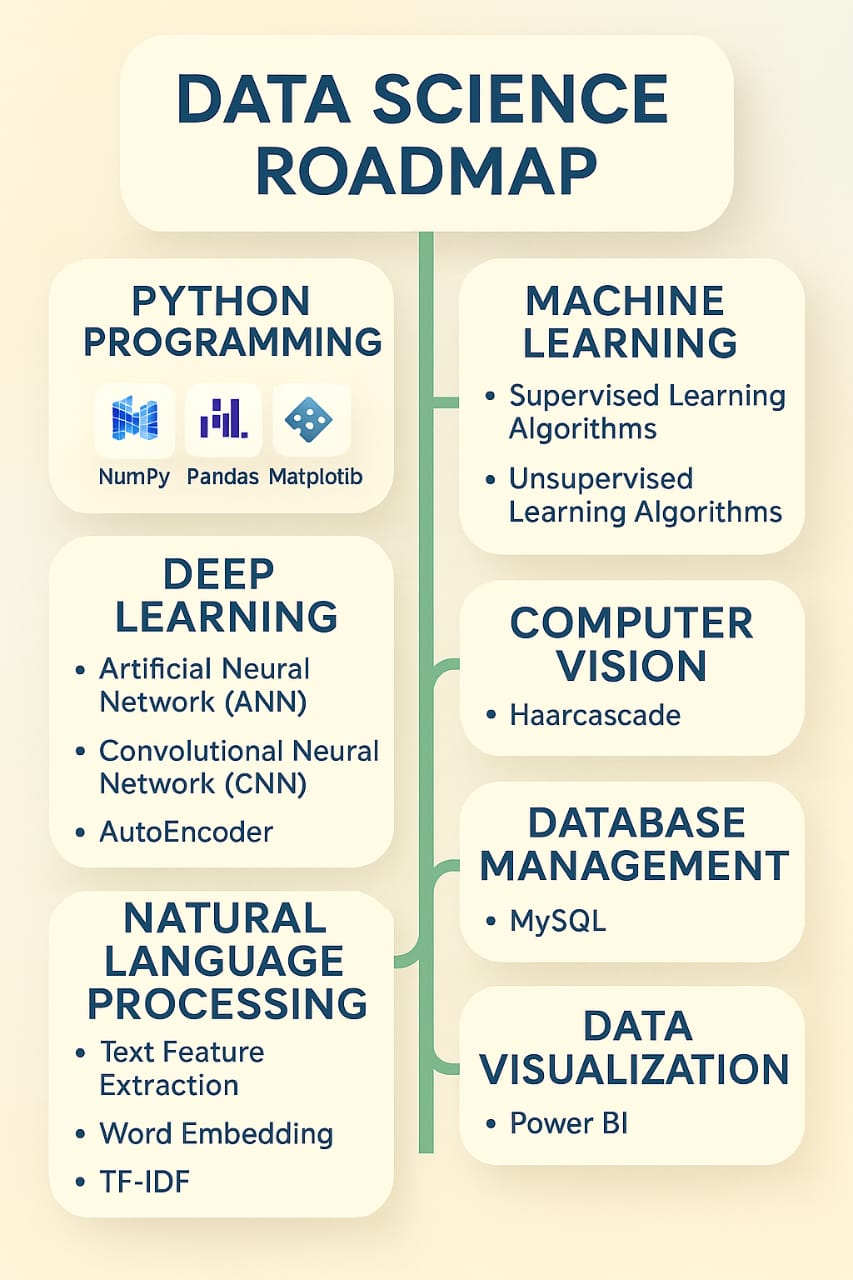 DATA SCIENCE
ROADMAP
PYTHON
PROGRAMMING
NumPy
Pandas
Matplotib
MACHINE
LEARNING
• Supervised Learning
Algorithms
• Unsupervised
Learning Algorithms
DEEP
LEARNING
• Artificial Neural
Network (ANN)
• Convolutional Neural
Network (CNN)
• AutoEncoder
COMPUTER
VISION
• Haarcascade
DATABASE
MANAGEMENT
• MySQL
NATURAL
LANGUAGE
PROCESSING
• Text Feature
Extraction
• Word Embedding
• TF-IDF
DATA
VISUALIZATION
• Power BI